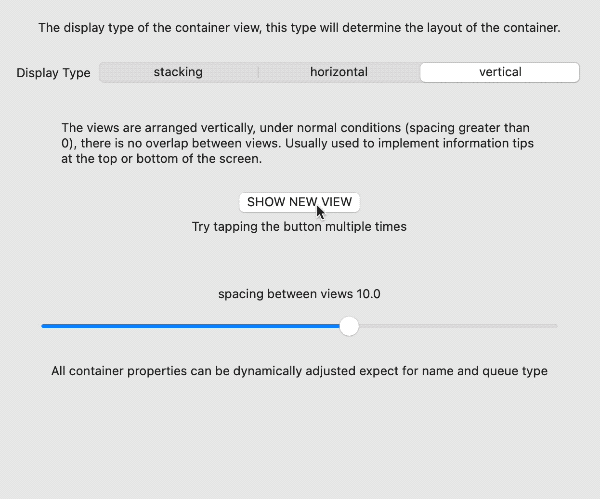 The display type of the container view, this type will determine the layout of the container.
Display Type stacking horizontal vertical
The views are arranged vertically, under normal conditions (spacing greater than
0), there is no overlap between views. Usually used to implement information tips
at the top or bottom of the screen.
SHOW NEW VIEW
Try tapping the button multiple times
spacing between views 10.0
All container properties can be dynamically adjusted expect for name and queue type